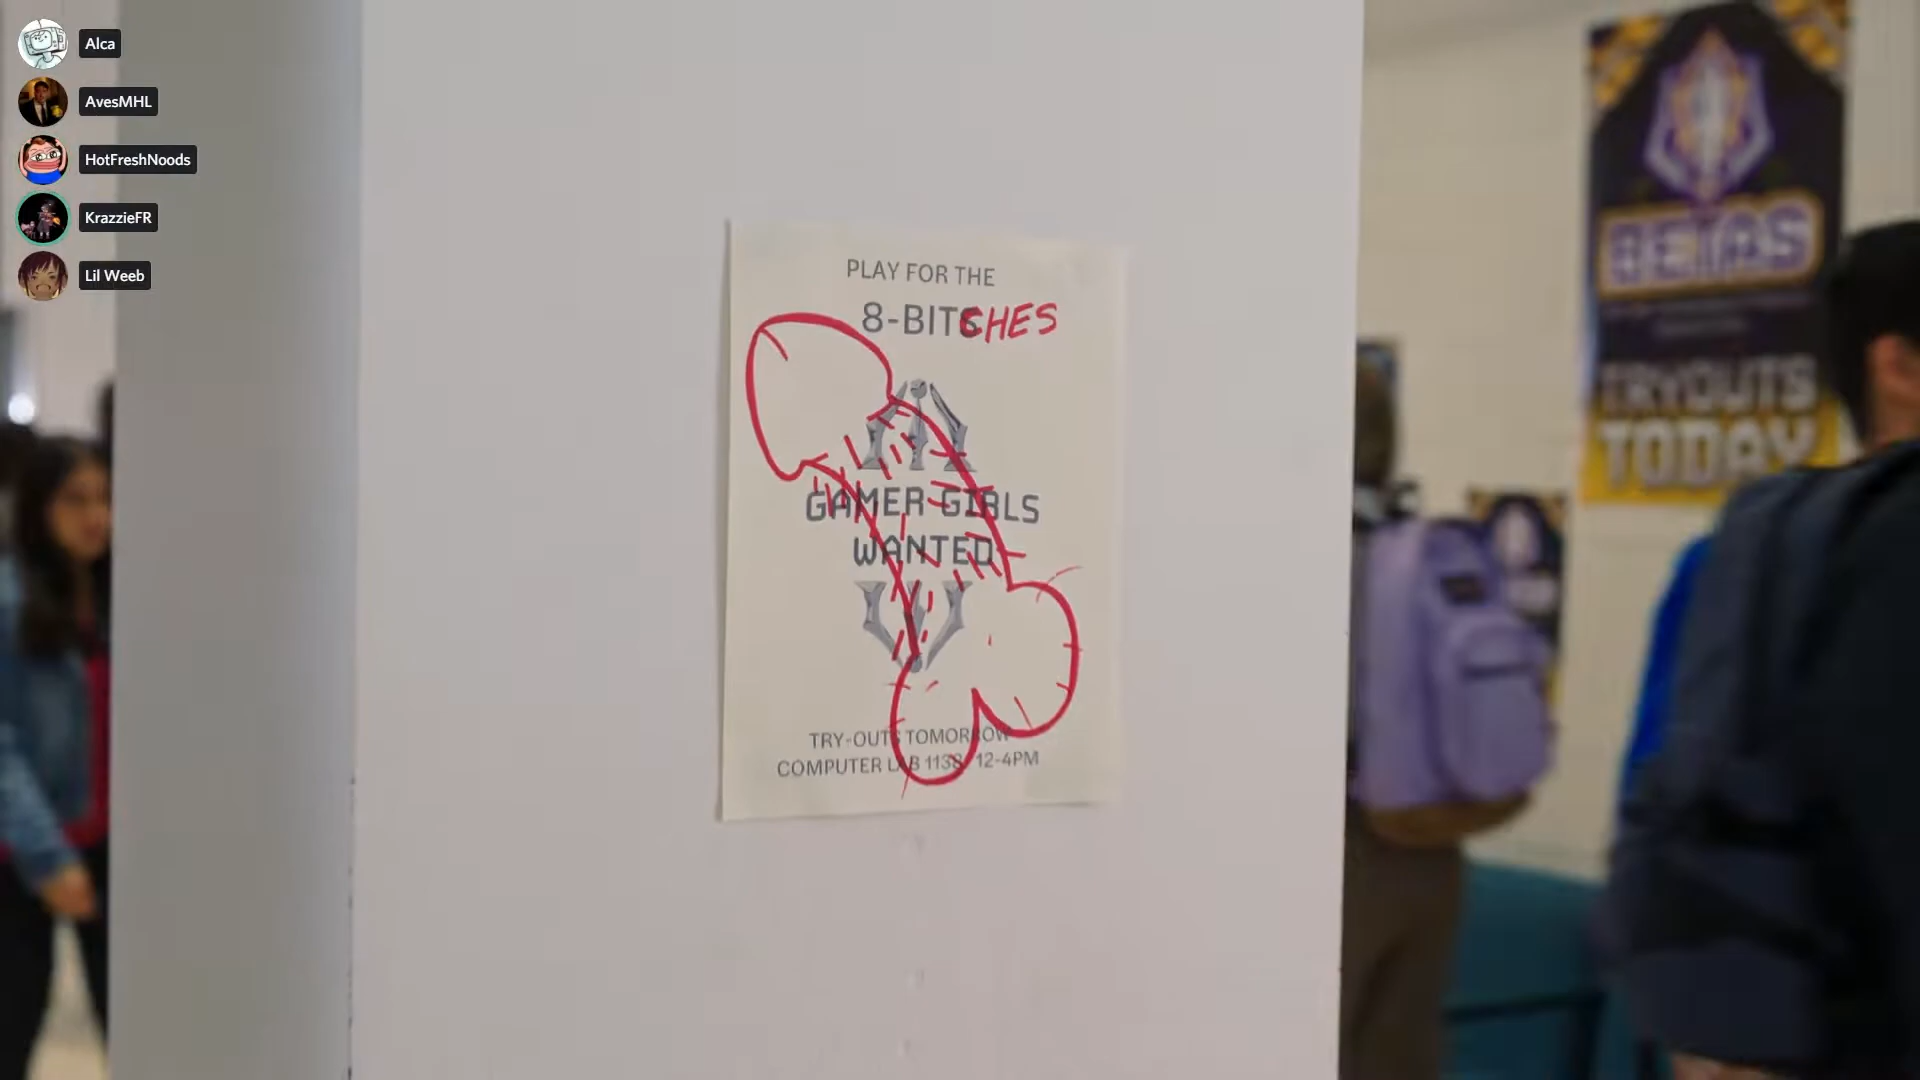 Alca
AvesMHL
HotFreshNoods
KrazzieFR
Lil Weeb
PLAY FOR THE
8-BITCHES
GAMER GIRLS
WANTED
TRY-OUTS TOMORROW
COMPUTER LAB 1138 12-4PM
BETAS
TRYOUTS
TODAY